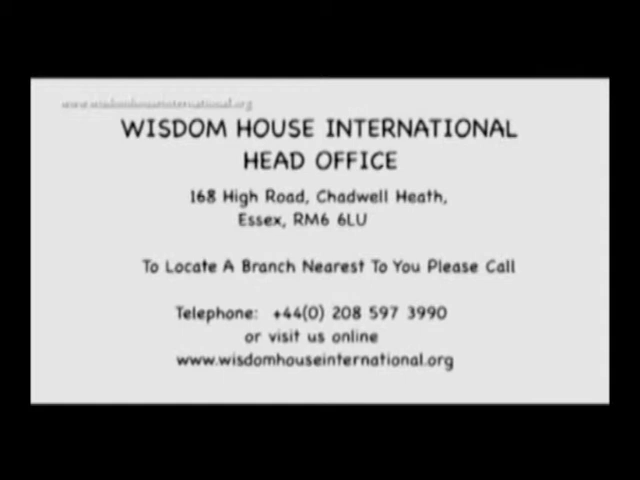 www.wisdomhouseinternational.org
WISDOM HOUSE INTERNATIONAL
HEAD OFFICE
168 High Road, Chadwell Heath,
Essex, RM6 6LU
To Locate A Branch Nearest To You Please Call
Telephone: +44(0) 208 597 3990
or visit us online
www.wisdomhouseinternational.org